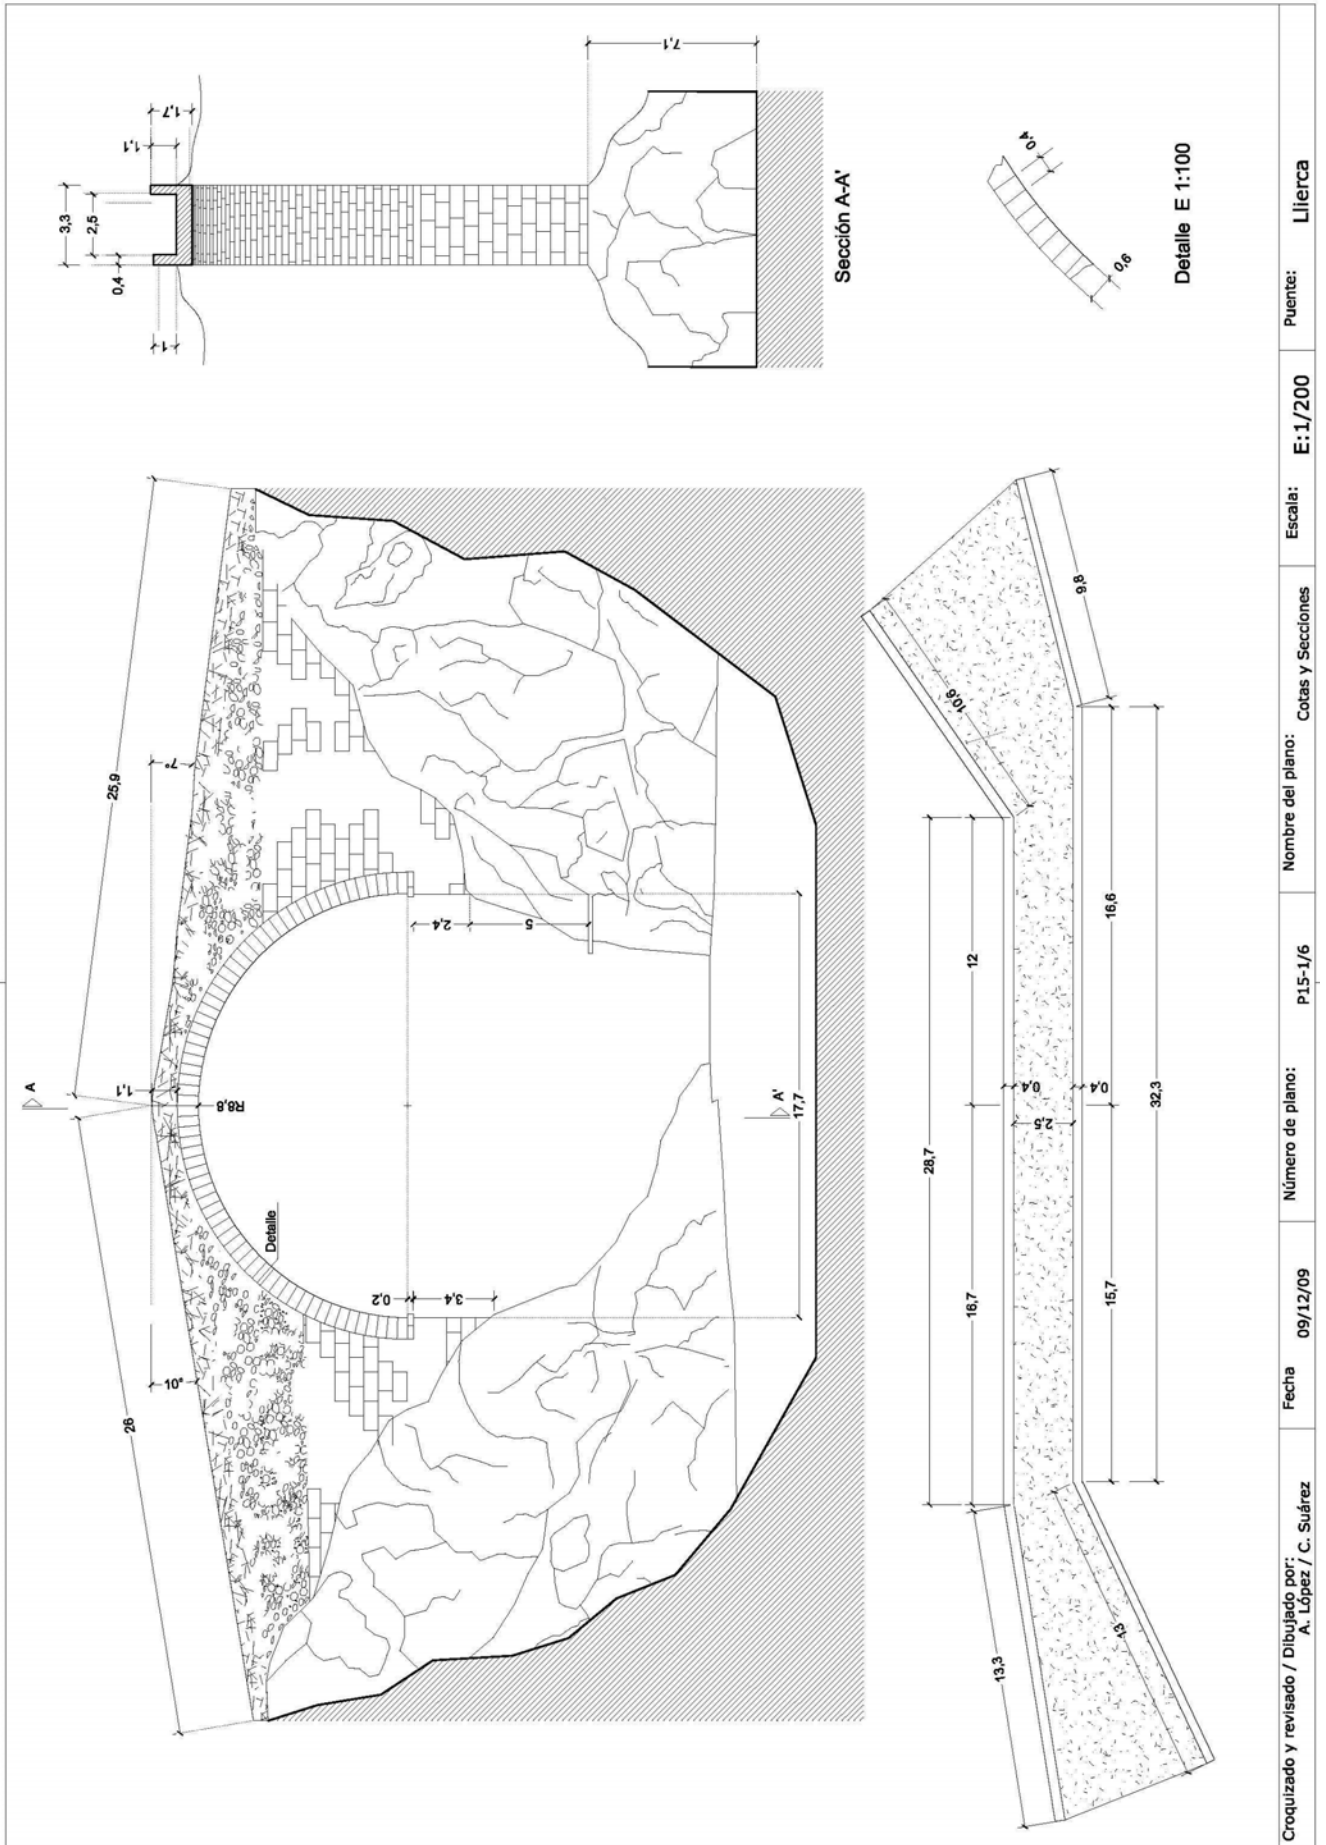 26
25,9
A
1,1
7°
10°
R8,8
Detalle
0,2
3,4
2,4
5
A'
17,7
3,3
2,5
0,4
1
1,1
1,7
7,1
Sección A-A'
0,4
0,6
Detalle E 1:100
28,7
16,7
12
13,3
10,6
0,4
2,5
0,4
13
9,8
15,7
16,6
32,3
Croquizado y revisado / Dibujado por:
A. López / C. Suárez
Fecha 09/12/09
Número de plano: P15-1/6
Nombre del plano: Cotas y Secciones
Escala: E:1/200
Puente: Llierca